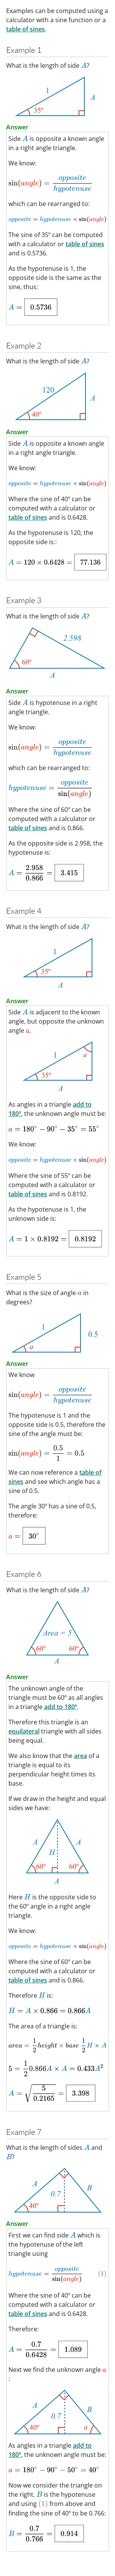 Examples can be computed using a
calculator with a sine function or a
table of sines.
Example 1
What is the length of side A?
1
A
35°
Answer
Side A is opposite a known angle
in a right angle triangle.
We know:
sin(angle) = opposite / hypotenuse
which can be rearranged to:
opposite = hypotenuse × sin(angle)
The sine of 35º can be computed
with a calculator or table of sines
and is 0.5736.
As the hypotenuse is 1, the
opposite side is the same as the
sine, thus:
A = 0.5736
Example 2
What is the length of side A?
120
A
40°
Answer
Side A is opposite a known angle
in a right angle triangle.
We know:
opposite = hypotenuse × sin(angle)
Where the sine of 40º can be
computed with a calculator or
table of sines and is 0.6428.
As the hypotenuse is 120, the
opposite side is::
A = 120 × 0.6428 = 77.136
Example 3
What is the length of side A?
2.598
60°
A
Answer
Side A is hypotenuse in a right
angle triangle.
We know:
sin(angle) = opposite / hypotenuse
which can be rearranged to:
hypotenuse = opposite / sin(angle)
Where the sine of 60º can be
computed with a calculator or
table of sines and is 0.866.
As the opposite side is 2.958, the
hypotenuse is:
A = 2.958 / 0.866 = 3.415
Example 4
What is the length of side A?
1
35°
A
Answer
Side A is adjacent to the known
angle, but opposite the unknown
angle a.
1
a
35°
A
As angles in a triangle add to
180º, the unknown angle must be:
a = 180° − 90° − 35° = 55°
We know:
opposite = hypotenuse × sin(angle)
Where the sine of 55º can be
computed with a calculator or
table of sines and is 0.8192.
As the hypotenuse is 1, the
unknown side is:
A = 1 × 0.8192 = 0.8192
Example 5
What is the size of angle a in
degrees?
1
0.5
a
Answer
We know
sin(angle) = opposite / hypotenuse
The hypotenuse is 1 and the
opposite side is 0.5, therefore the
sine of the angle must be:
sin(angle) = 0.5 / 1 = 0.5
We can now reference a table of
sines and see which angle has a
sine of 0.5.
The angle 30º has a sine of 0.5,
therefore:
a = 30°
Example 6
What is the length of side A?
Area = 5
60° 60°
A
Answer
The unknown angle of the
triangle must be 60º as all angles
in a triangle add to 180º.
Therefore this triangle is an
equilateral triangle with all sides
being equal.
We also know that the area of a
triangle is equal to its
perpendicular height times its
base.
If we draw in the height and equal
sides we have:
A A
H
60° 60°
A
Here H is the opposite side to
the 60º angle in a right angle
triangle.
We know:
opposite = hypotenuse × sin(angle)
Where the sine of 60º can be
computed with a calculator or
table of sines and is 0.866.
Therefore H is:
H = A × 0.866 = 0.866A
The area of a triangle is:
area = 1/2 height × base 1/2 H × A
5 = 1/2 0.866A × A = 0.433A²
A = √(5 / 0.2165) = 3.398
Example 7
What is the length of sides A and
B?
A
B
0.7
40°
Answer
First we can find side A which is
the hypotenuse of the left
triangle using
hypotenuse = opposite / sin(angle) (1)
Where the sine of 40º can be
computed with a calculator or
table of sines and is 0.6428.
Therefore:
A = 0.7 / 0.6428 = 1.089
Next we find the unknown angle a
:
A
B
0.7
40° a
As angles in a triangle add to
180º, the unknown angle must be:
a = 180° − 90° − 50° = 40°
Now we consider the triangle on
the right. B is the hypotenuse
and using (1) from above and
finding the sine of 40º to be 0.766:
B = 0.7 / 0.766 = 0.914